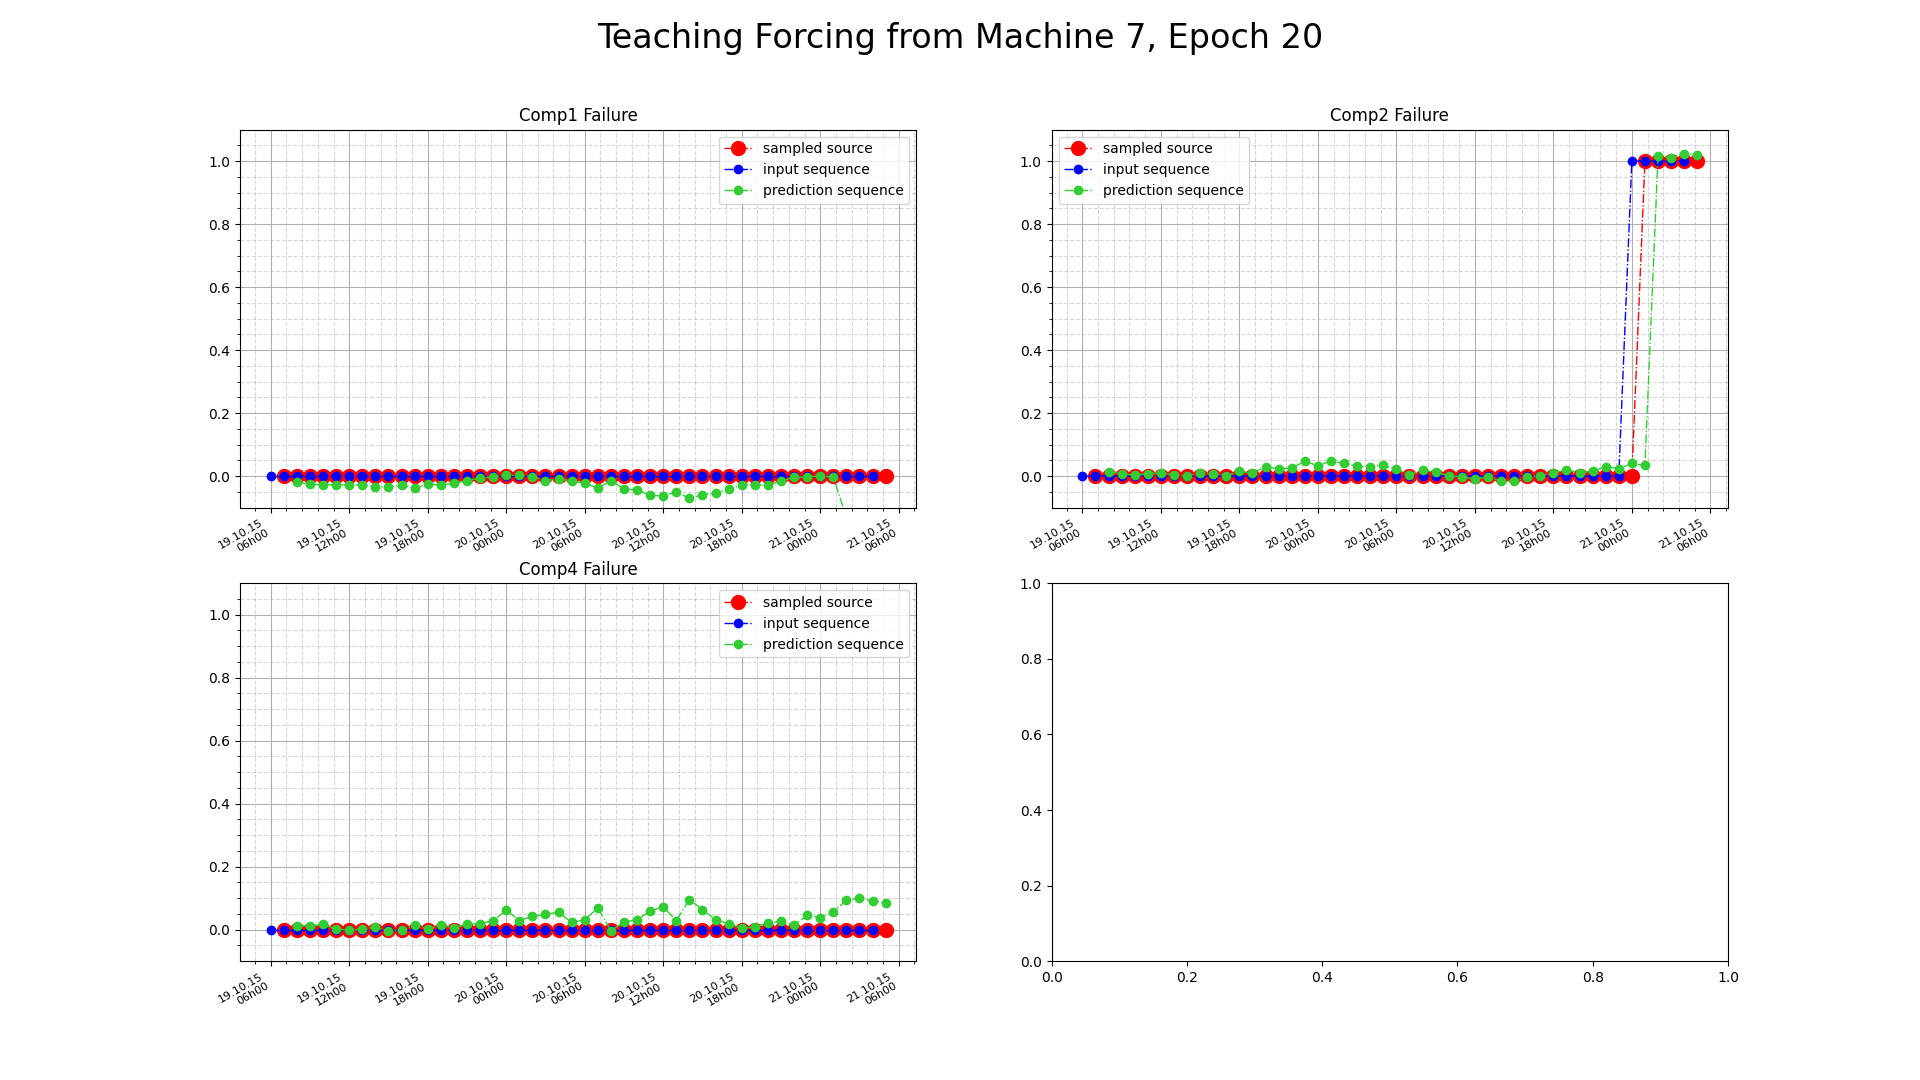 Teaching Forcing from Machine 7, Epoch 20
Comp1 Failure
1.0
0.8
0.6
0.4
0.2
0.0
sampled source
input sequence
prediction sequence
19.10.15
06h00
19.10.15
12h00
19.10.15
18h00
20.10.15
00h00
20.10.15
06h00
20.10.15
12h00
20.10.15
18h00
21.10.15
00h00
21.10.15
06h00
Comp2 Failure
1.0
0.8
0.6
0.4
0.2
0.0
sampled source
input sequence
prediction sequence
19.10.15
06h00
19.10.15
12h00
19.10.15
18h00
20.10.15
00h00
20.10.15
06h00
20.10.15
12h00
20.10.15
18h00
21.10.15
00h00
21.10.15
06h00
Comp4 Failure
1.0
0.8
0.6
0.4
0.2
0.0
sampled source
input sequence
prediction sequence
19.10.15
06h00
19.10.15
12h00
19.10.15
18h00
20.10.15
00h00
20.10.15
06h00
20.10.15
12h00
20.10.15
18h00
21.10.15
00h00
21.10.15
06h00
1.0
0.8
0.6
0.4
0.2
0.0
0.0 0.2 0.4 0.6 0.8 1.0